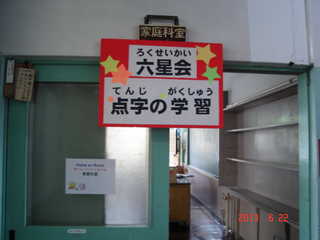 家庭科室
ろくせいかい
六星会
てんじ がくしゅう
点字の学習
2013 6 22